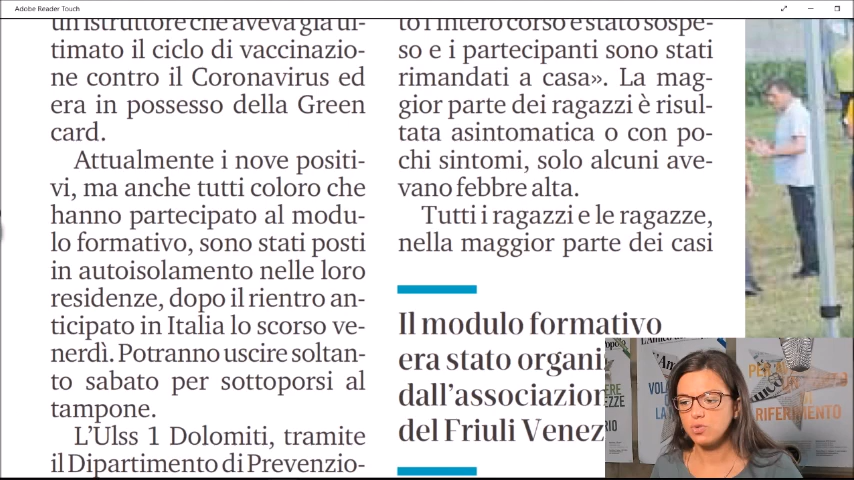 Adobe Reader Touch
un istruttore che aveva già ul-
timato il ciclo di vaccinazio-
ne contro il Coronavirus ed
era in possesso della Green
card.
Attualmente i nove positi-
vi, ma anche tutti coloro che
hanno partecipato al modu-
lo formativo, sono stati posti
in autoisolamento nelle loro
residenze, dopo il rientro an-
ticipato in Italia lo scorso ve-
nerdì. Potranno uscire soltan-
to sabato per sottoporsi al
tampone.
L'Ulss 1 Dolomiti, tramite
il Dipartimento di Prevenzio-
to l'intero corso è stato sospe-
so e i partecipanti sono stati
rimandati a casa». La mag-
gior parte dei ragazzi è risul-
tata asintomatica o con po-
chi sintomi, solo alcuni ave-
vano febbre alta.
Tutti i ragazzi e le ragazze,
nella maggior parte dei casi
Il modulo formativo
era stato organi
dall'associazion
del Friuli Venez
PER
RIFERIMENTO